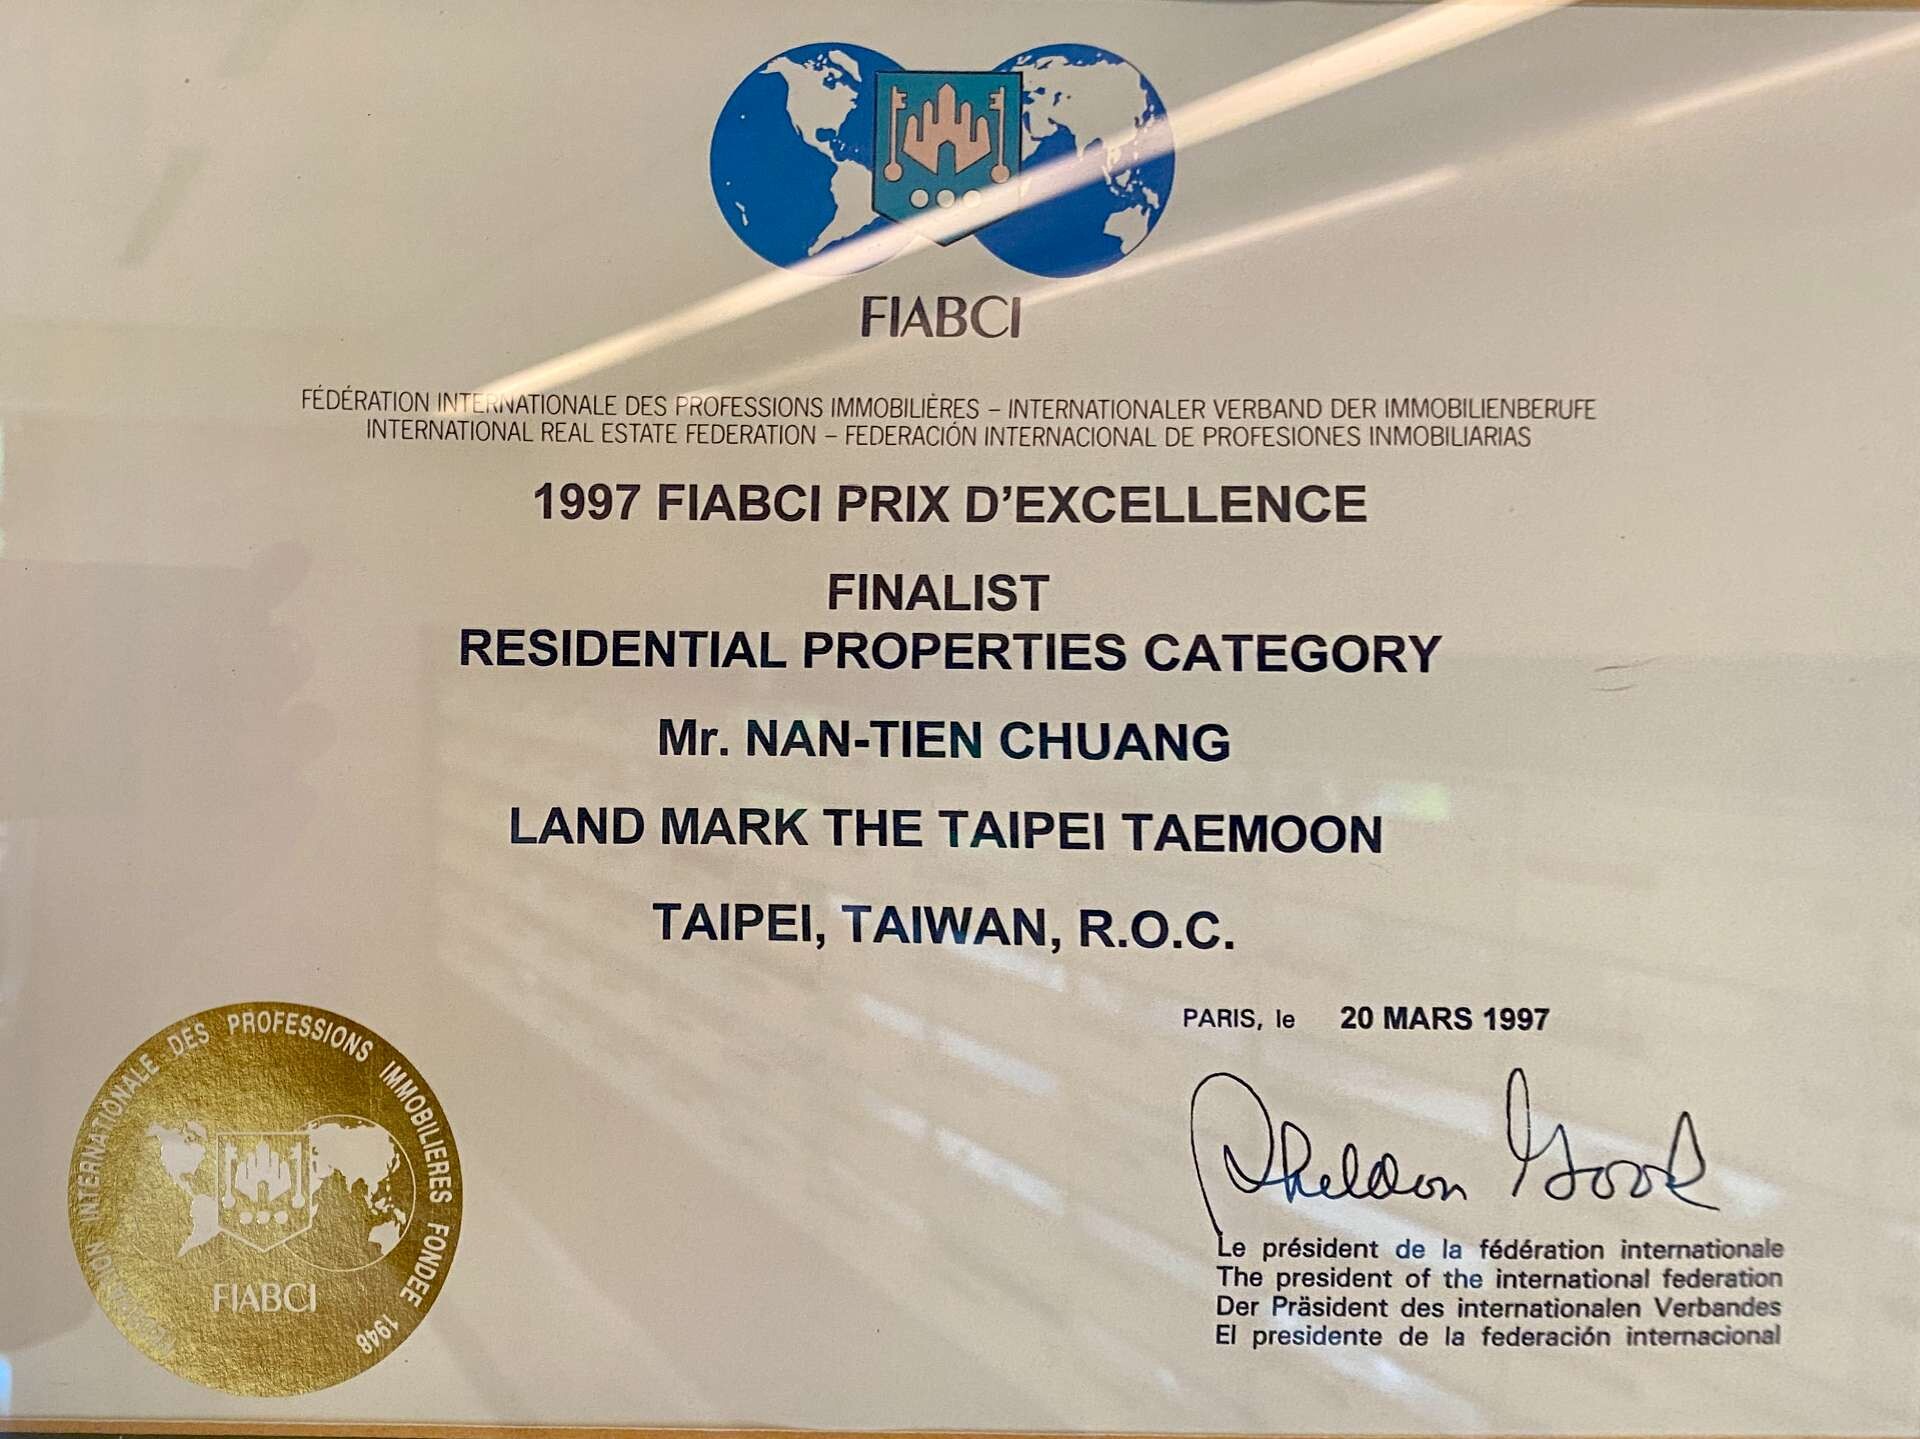 FIABCI
FÉDÉRATION INTERNATIONALE DES PROFESSIONS IMMOBILIÈRES – INTERNATIONALER VERBAND DER IMMOBILIENBERUFE
INTERNATIONAL REAL ESTATE FEDERATION – FEDERACIÓN INTERNACIONAL DE PROFESIONES INMOBILIARIAS
1997 FIABCI PRIX D'EXCELLENCE
FINALIST
RESIDENTIAL PROPERTIES CATEGORY
Mr. NAN-TIEN CHUANG
LAND MARK THE TAIPEI TAEMOON
TAIPEI, TAIWAN, R.O.C.
PARIS, le 20 MARS 1997
Sheldon Good
Le président de la fédération internationale
The president of the international federation
Der Präsident des internationalen Verbandes
El presidente de la federación internacional
FEDERATION INTERNATIONALE DES PROFESSIONS IMMOBILIERES FONDEE 1948
FIABCI